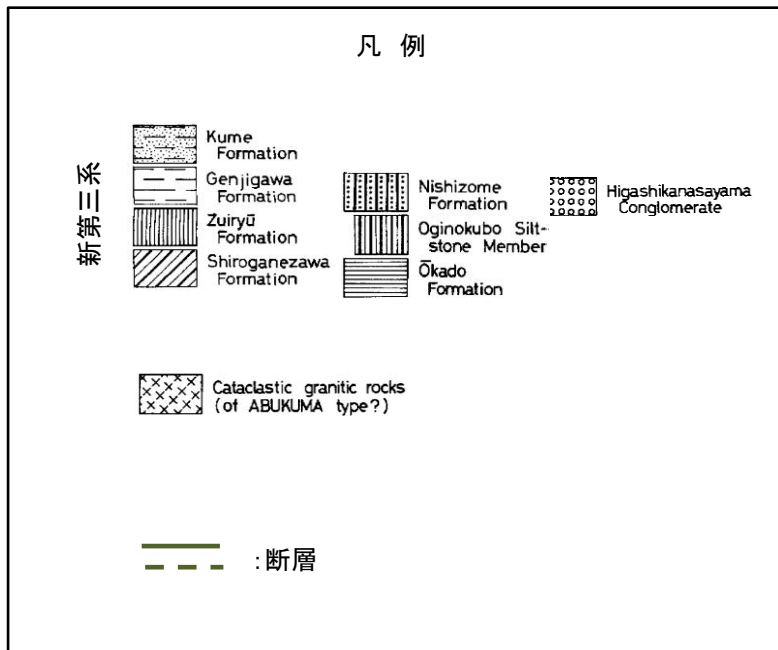 凡 例
新第三系
Kume
Formation
Genjigawa
Formation
Zuiryū
Formation
Shiroganezawa
Formation
Nishizome
Formation
Oginokubo Silt-
stone Member
Ōkado
Formation
Higashikanasayama
Conglomerate
Cataclastic granitic rocks
(of ABUKUMA type?)
:断層